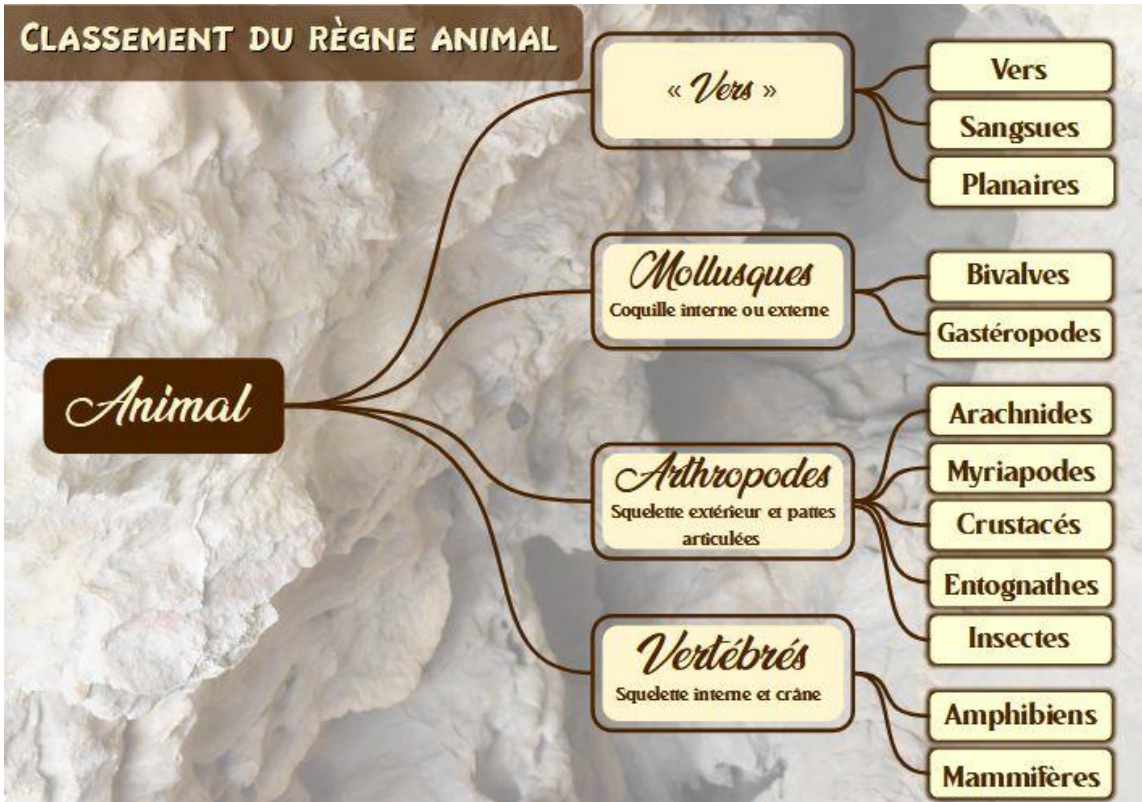 CLASSEMENT DU RÈGNE ANIMAL
Animal
« Vers »
Vers
Sangsues
Planaires
Mollusques
Coquille interne ou externe
Bivalves
Gastéropodes
Arthropodes
Squelette extérieur et pattes
articulées
Arachnides
Myriapodes
Crustacés
Entognathes
Insectes
Vertébrés
Squelette interne et crâne
Amphibiens
Mammifères